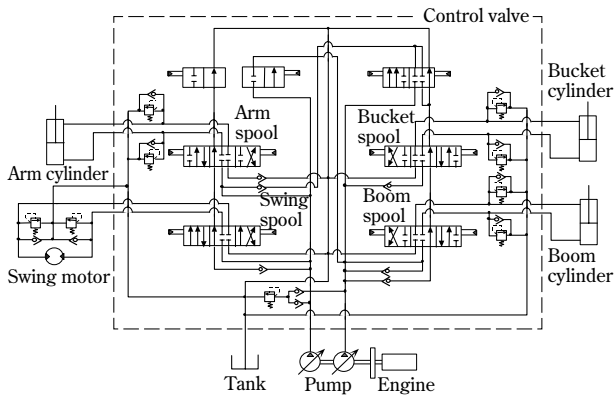 Control valve
Bucket
cylinder
Arm
spool
Bucket
spool
Arm cylinder
Swing
spool
Boom
spool
Swing motor
Boom
cylinder
Tank
Pump
Engine